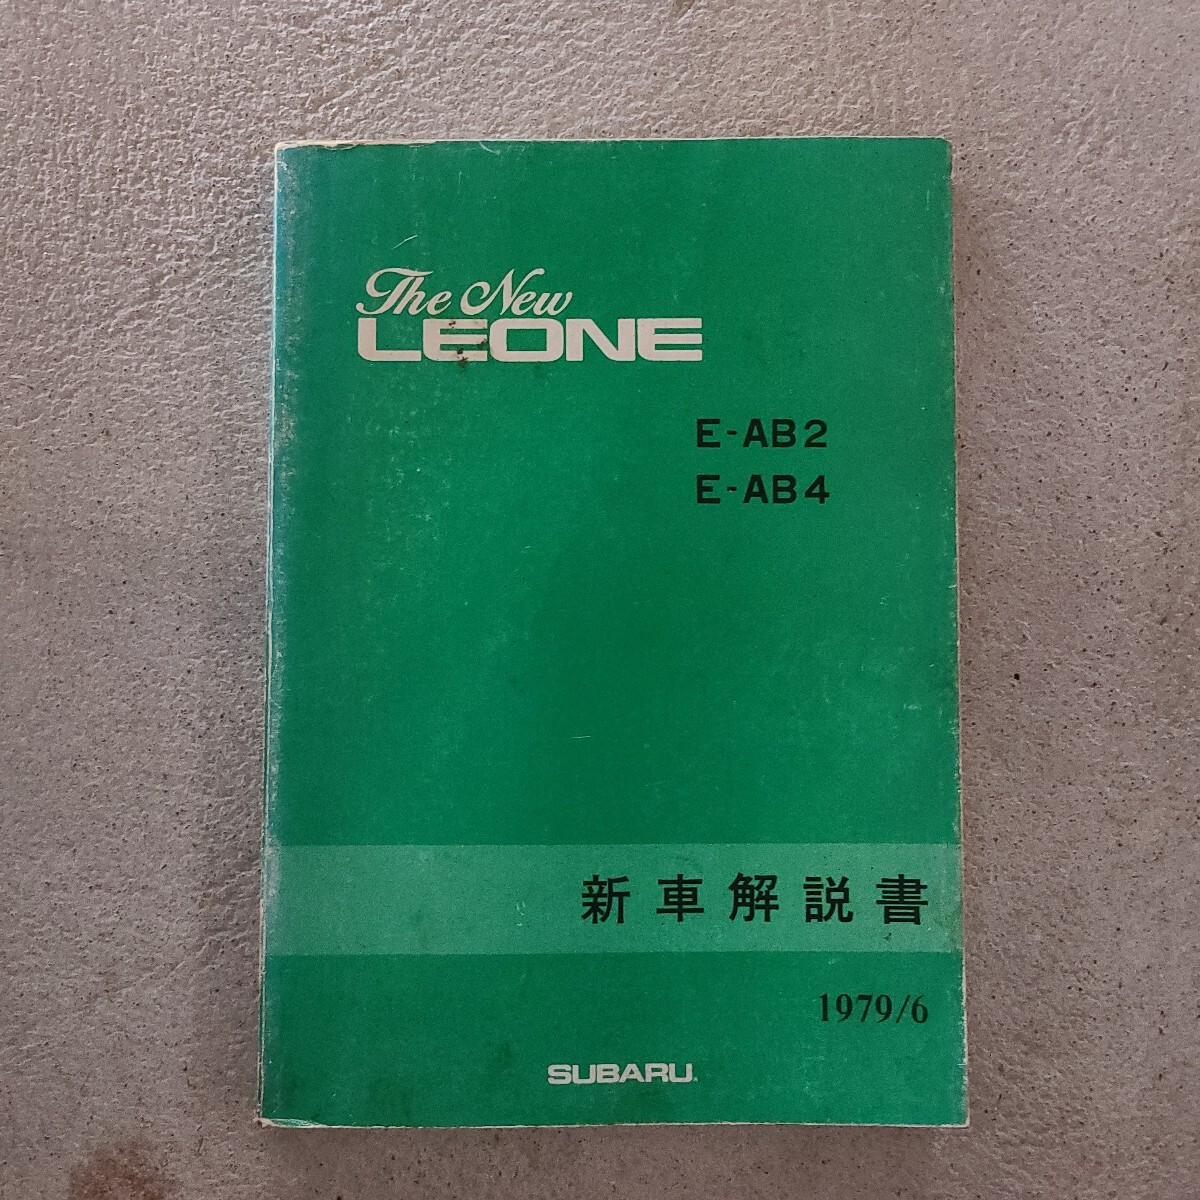 The New
LEONE
E-AB2
E-AB4
新車解説書
1979/6
SUBARU